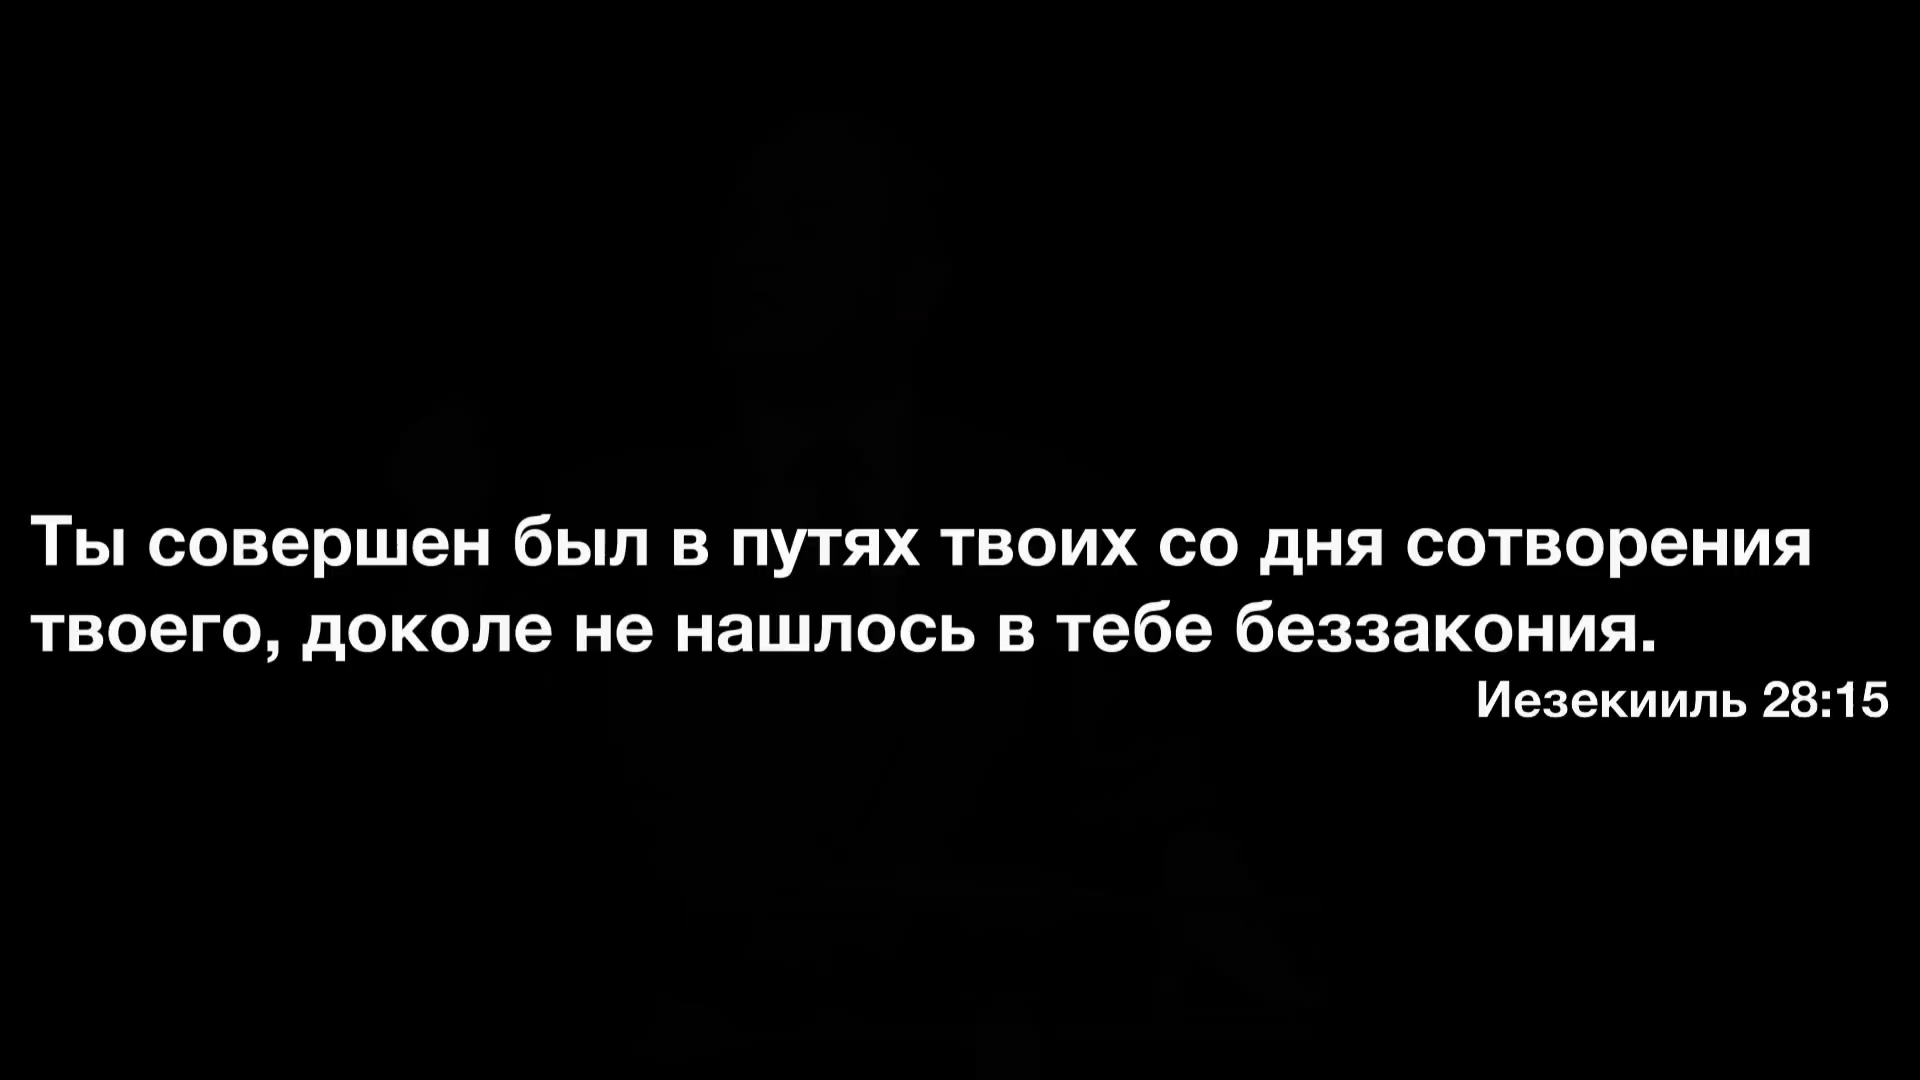 Ты совершен был в путях твоих со дня сотворения
твоего, доколе не нашлось в тебе беззакония.
Иезекииль 28:15